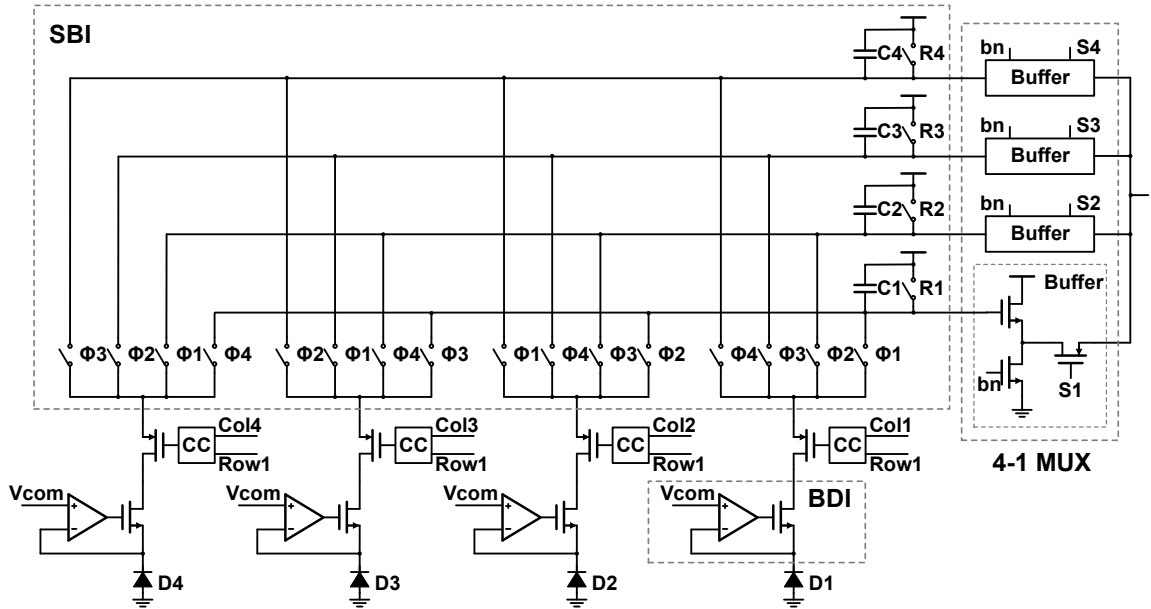 SBI
C4 R4
bn S4
Buffer
C3 R3
bn S3
Buffer
C2 R2
bn S2
Buffer
C1 R1
Buffer
bn
S1
4-1 MUX
Φ3 Φ2 Φ1 Φ4 Φ2 Φ1 Φ4 Φ3 Φ1 Φ4 Φ3 Φ2 Φ4 Φ3 Φ2 Φ1
CC Col4 CC Col3 CC Col2 CC Col1
Row1 Row1 Row1 Row1
BDI
Vcom Vcom Vcom Vcom
+ + + +
- - - -
D4 D3 D2 D1